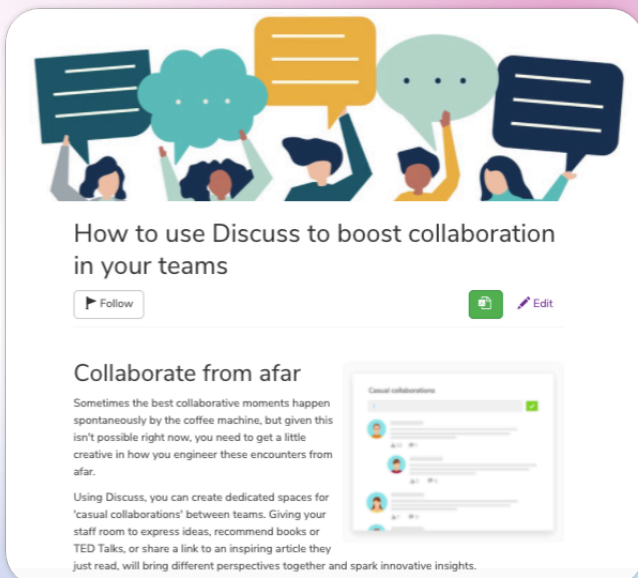 How to use Discuss to boost collaboration
in your teams
Follow
Edit
Collaborate from afar
Sometimes the best collaborative moments happen
spontaneously by the coffee machine, but given this
isn't possible right now, you need to get a little
creative in how you engineer these encounters from
afar.
Using Discuss, you can create dedicated spaces for
'casual collaborations' between teams. Giving your
staff room to express ideas, recommend books or
TED Talks, or share a link to an inspiring article they
just read, will bring different perspectives together and spark innovative insights.
Casual collaborations